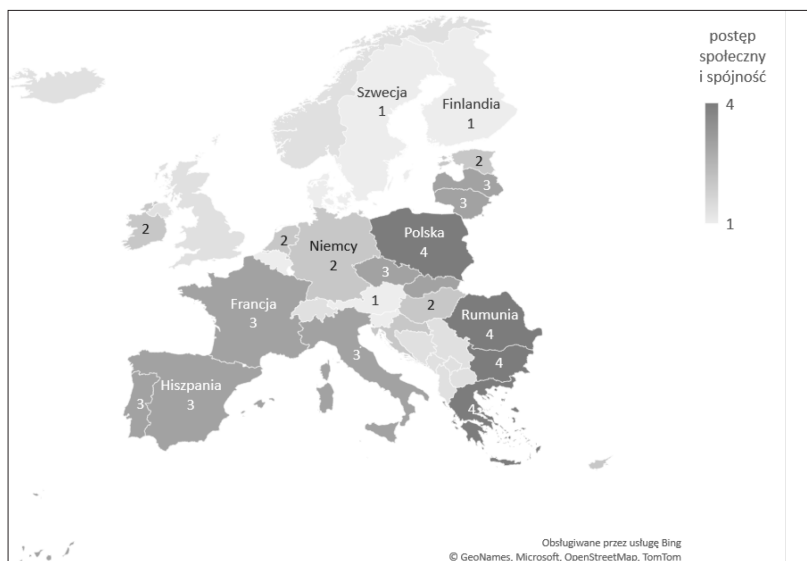 postęp
społeczny
i spójność
4
1
Szwecja
1
Finlandia
1
2
3
3
2
2
Niemcy
2
Polska
4
3
Francja
3
1
2
Rumunia
4
4
3
Hiszpania
3
3
4
Obsługiwane przez usługę Bing
© GeoNames, Microsoft, OpenStreetMap, TomTom